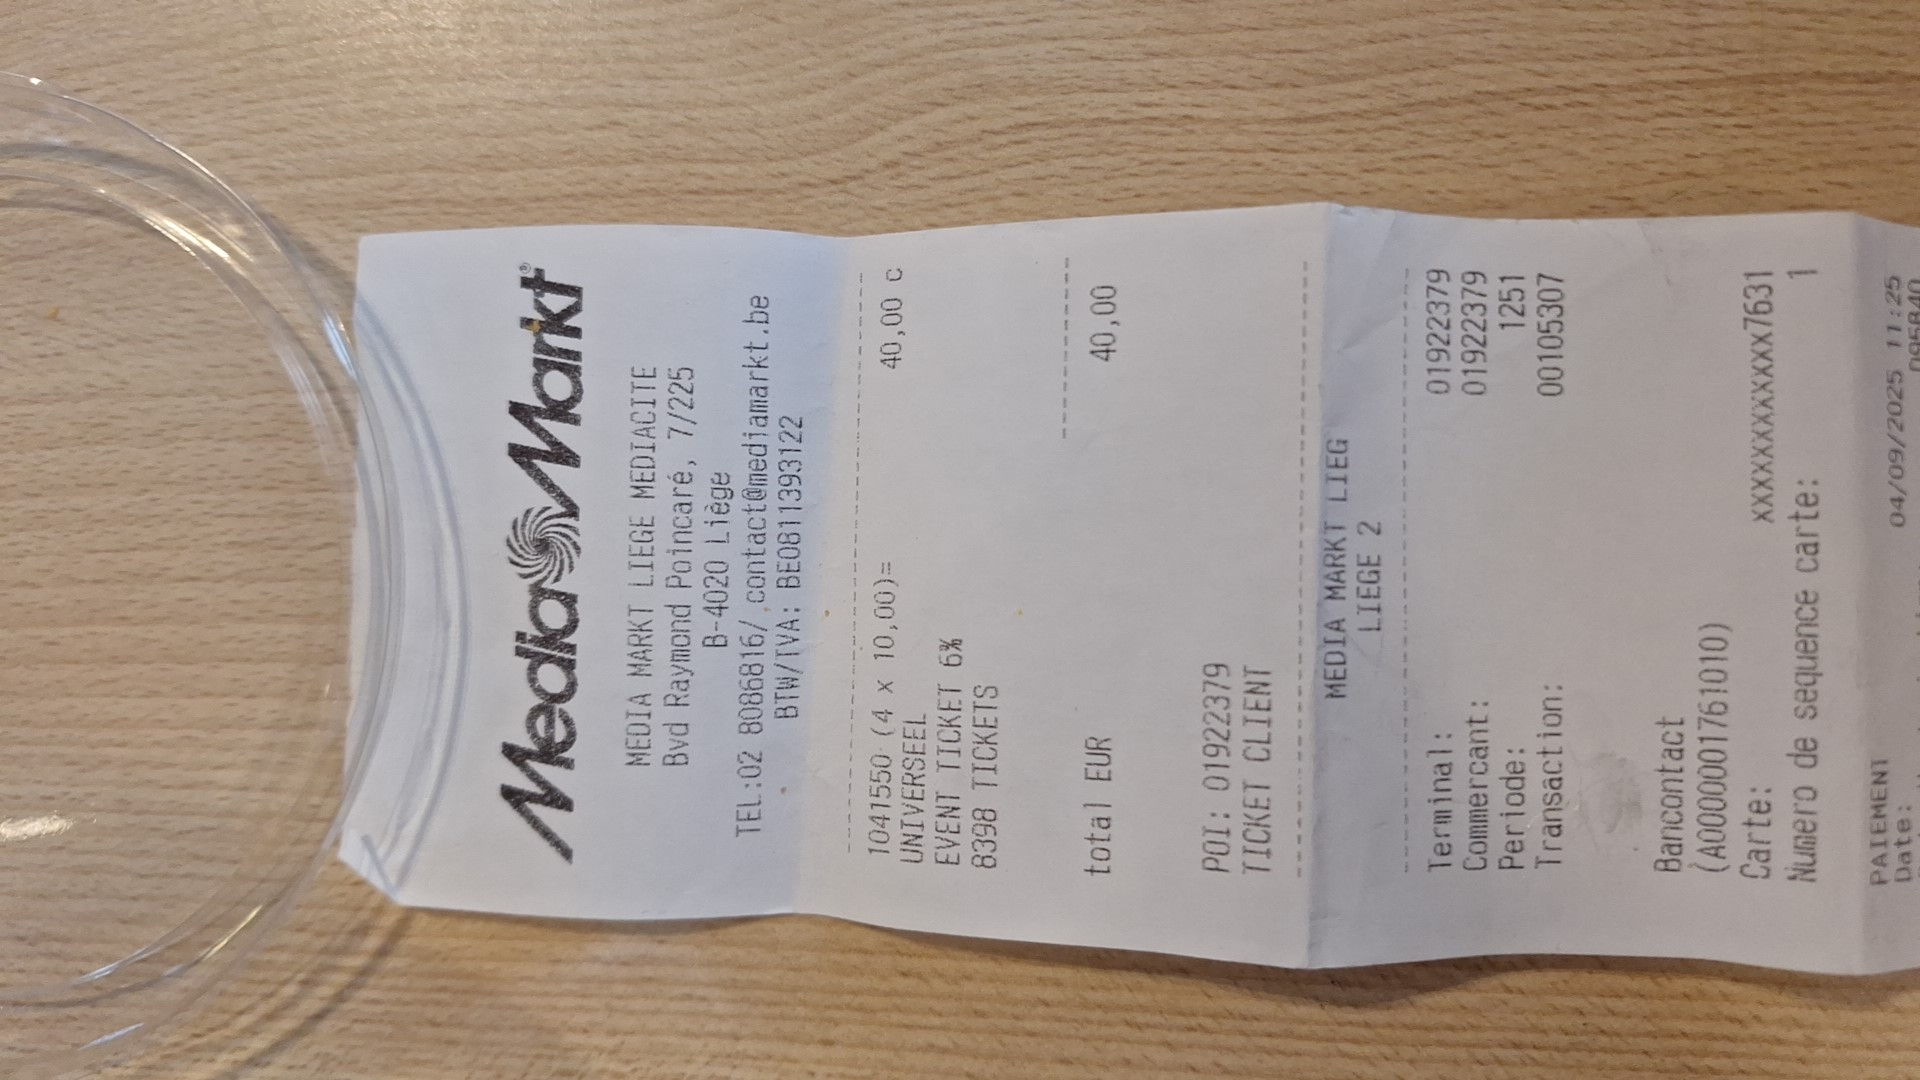 MediaMarkt®
MEDIA MARKT LIEGE MEDIACITE
Bvd Raymond Poincaré, 7/225
B-4020 Liège
TEL:02 8086816/ contact@mediamarkt.be
BTW/TVA: BE0811393122
1041550 (4 x 10,00)= 40,00 C
UNIVERSEEL
EVENT TICKET 6%
8398 TICKETS
total EUR 40,00
POI: 01922379
TICKET CLIENT
MEDIA MARKT LIEG
LIEGE 2
Terminal: 01922379
Commercant: 01922379
Periode: 1251
Transaction: 00105307
Bancontact
(A0000001761010)
Carte: xxxxxxxxxxxxx7631
Numero de sequence carte: 1
PAIEMENT
Date: 04/09/2025 11:25